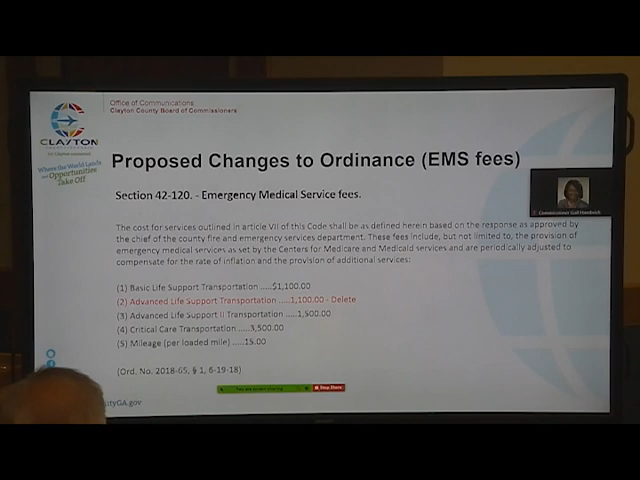 Office of Communications
Clayton County Board of Commissioners
CLAYTON
Where the World Lands
and Opportunities
Take Off
Proposed Changes to Ordinance (EMS fees)
Section 42-120. - Emergency Medical Service fees.
The cost for services outlined in article VII of this Code shall be as defined herein based on the response as approved by
the chief of the county fire and emergency services department. These fees include, but not limited to, the provision of
emergency medical services as set by the Centers for Medicare and Medicaid services and are periodically adjusted to
compensate for the rate of inflation and the provision of additional services:
(1) Basic Life Support Transportation .....$1,100.00
(2) Advanced Life Support Transportation .....1,100.00 - Delete
(3) Advanced Life Support II Transportation .....1,500.00
(4) Critical Care Transportation .....3,500.00
(5) Mileage (per loaded mile) .....15.00
(Ord. No. 2018-65, § 1, 6-19-18)
Stop Share
tyGA.gov